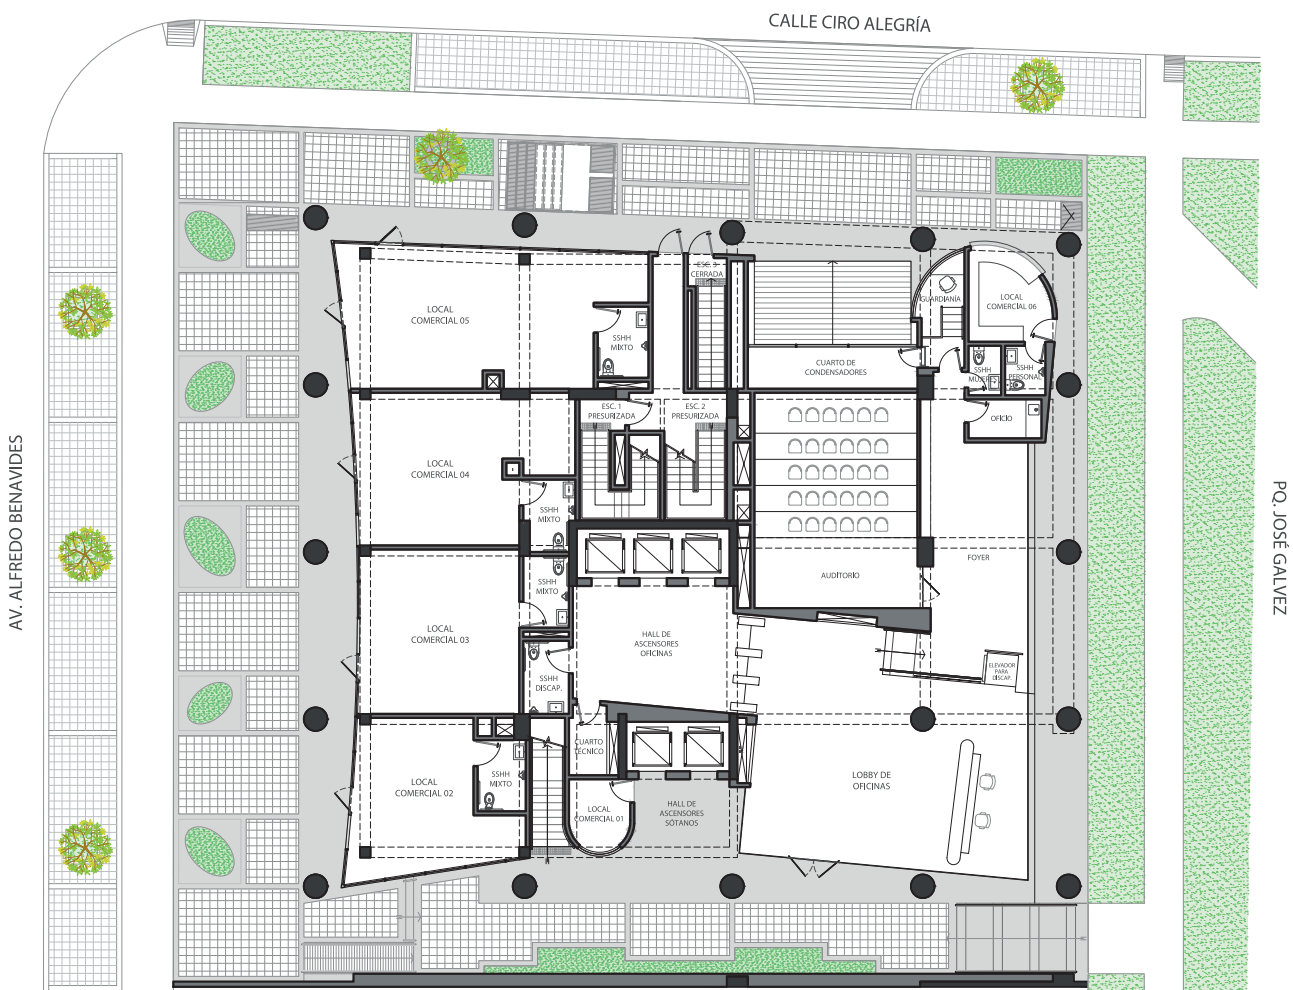 CALLE CIRO ALEGRÍA
AV. ALFREDO BENAVIDES
PQ. JOSÉ GALVEZ
LOCAL
COMERCIAL 05
SSHH
MIXTO
ESC. 3
CERRADA
GUARDIANÍA
LOCAL
COMERCIAL 06
CUARTO DE
CONDENSADORES
SSHH
MUJERES
SSHH
PERSONAL
ESC. 1
PRESURIZADA
ESC. 2
PRESURIZADA
OFICIO
LOCAL
COMERCIAL 04
SSHH
MIXTO
AUDITORIO
FOYER
SSHH
MIXTO
LOCAL
COMERCIAL 03
HALL DE
ASCENSORES
OFICINAS
ELEVADOR
PARA
DISCAP.
SSHH
DISCAP.
CUARTO
TÉCNICO
LOCAL
COMERCIAL 02
SSHH
MIXTO
LOBBY DE
OFICINAS
LOCAL
COMERCIAL 01
HALL DE
ASCENSORES
SÓTANOS